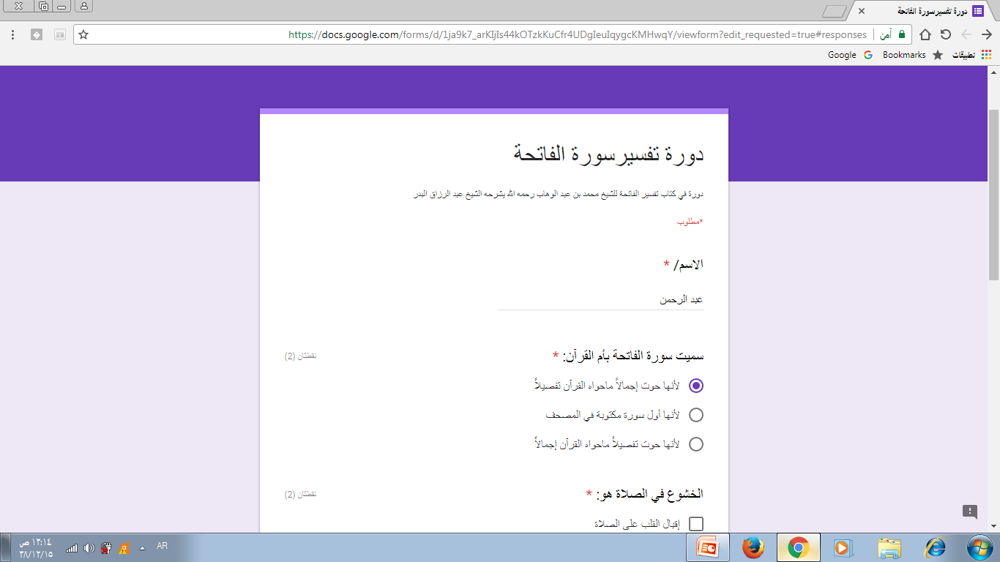 دورة تفسيرسورة الفاتحة
https://docs.google.com/forms/d/1ja9k7_arKIjIs44kOTzkKuCfr4UDgIeuIqygcKMHwqY/viewform?edit_requested=true#responses
آمن
تطبيقات
Bookmarks
Google
دورة تفسيرسورة الفاتحة
دورة في كتاب تفسير الفاتحة للشيخ محمد بن عبد الوهاب رحمه الله يشرحه الشيخ عبد الرزاق البدر
*مطلوب
الاسم/ *
عبد الرحمن
سميت سورة الفاتحة بأم القرآن: *
نقطتان (2)
لأنها حوت إجمالاً ماحواه القرآن تفصيلاً
لأنها أول سورة مكتوبة في المصحف
لأنها حوت تفصيلاً ماحواه القرآن إجمالاً
الخشوع في الصلاة هو: *
نقطتان (2)
إقبال القلب على الصلاة
AR
١٢:١٤ ص
٣٨/١٢/١٥